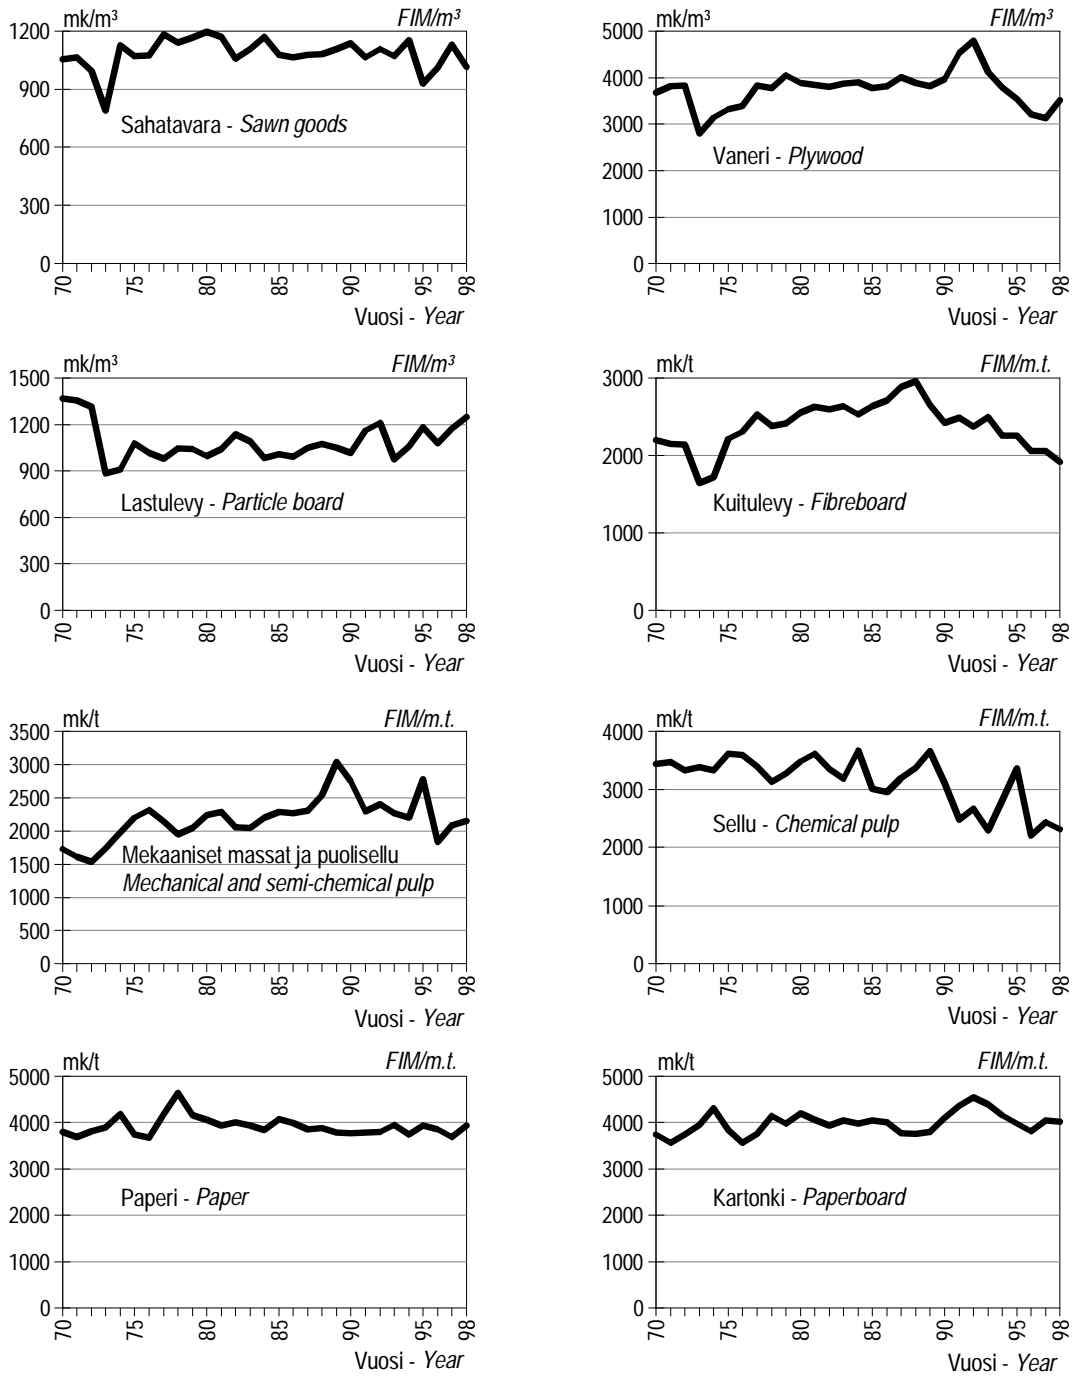 mk/m³ FIM/m³
1200
900
600
300
0
Sahatavara - Sawn goods
70 75 80 85 90 95 98
Vuosi - Year
mk/m³ FIM/m³
5000
4000
3000
2000
1000
0
Vaneri - Plywood
70 75 80 85 90 95 98
Vuosi - Year
mk/m³ FIM/m³
1500
1200
900
600
300
0
Lastulevy - Particle board
70 75 80 85 90 95 98
Vuosi - Year
mk/t FIM/m.t.
3000
2000
1000
0
Kuitulevy - Fibreboard
70 75 80 85 90 95 98
Vuosi - Year
mk/t FIM/m.t.
3500
3000
2500
2000
1500
1000
500
0
Mekaaniset massat ja puolisellu
Mechanical and semi-chemical pulp
70 75 80 85 90 95 98
Vuosi - Year
mk/t FIM/m.t.
4000
3000
2000
1000
0
Sellu - Chemical pulp
70 75 80 85 90 95 98
Vuosi - Year
mk/t FIM/m.t.
5000
4000
3000
2000
1000
0
Paperi - Paper
70 75 80 85 90 95 98
Vuosi - Year
mk/t FIM/m.t.
5000
4000
3000
2000
1000
0
Kartonki - Paperboard
70 75 80 85 90 95 98
Vuosi - Year